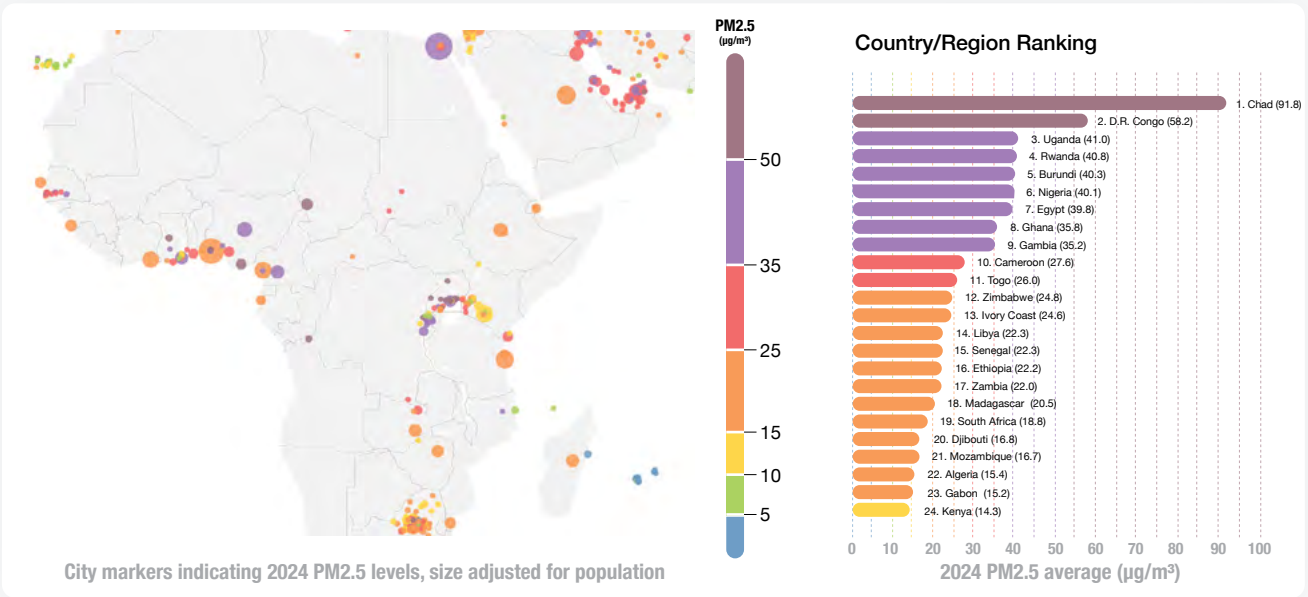 PM2.5
(µg/m³)
50
35
25
15
10
5
City markers indicating 2024 PM2.5 levels, size adjusted for population
Country/Region Ranking
1. Chad (91.8)
2. D.R. Congo (58.2)
3. Uganda (41.0)
4. Rwanda (40.8)
5. Burundi (40.3)
6. Nigeria (40.1)
7. Egypt (39.8)
8. Ghana (35.8)
9. Gambia (35.2)
10. Cameroon (27.6)
11. Togo (26.0)
12. Zimbabwe (24.8)
13. Ivory Coast (24.6)
14. Libya (22.3)
15. Senegal (22.3)
16. Ethiopia (22.2)
17. Zambia (22.0)
18. Madagascar (20.5)
19. South Africa (18.8)
20. Djibouti (16.8)
21. Mozambique (16.7)
22. Algeria (15.4)
23. Gabon (15.2)
24. Kenya (14.3)
0 10 20 30 40 50 60 70 80 90 100
2024 PM2.5 average (µg/m³)